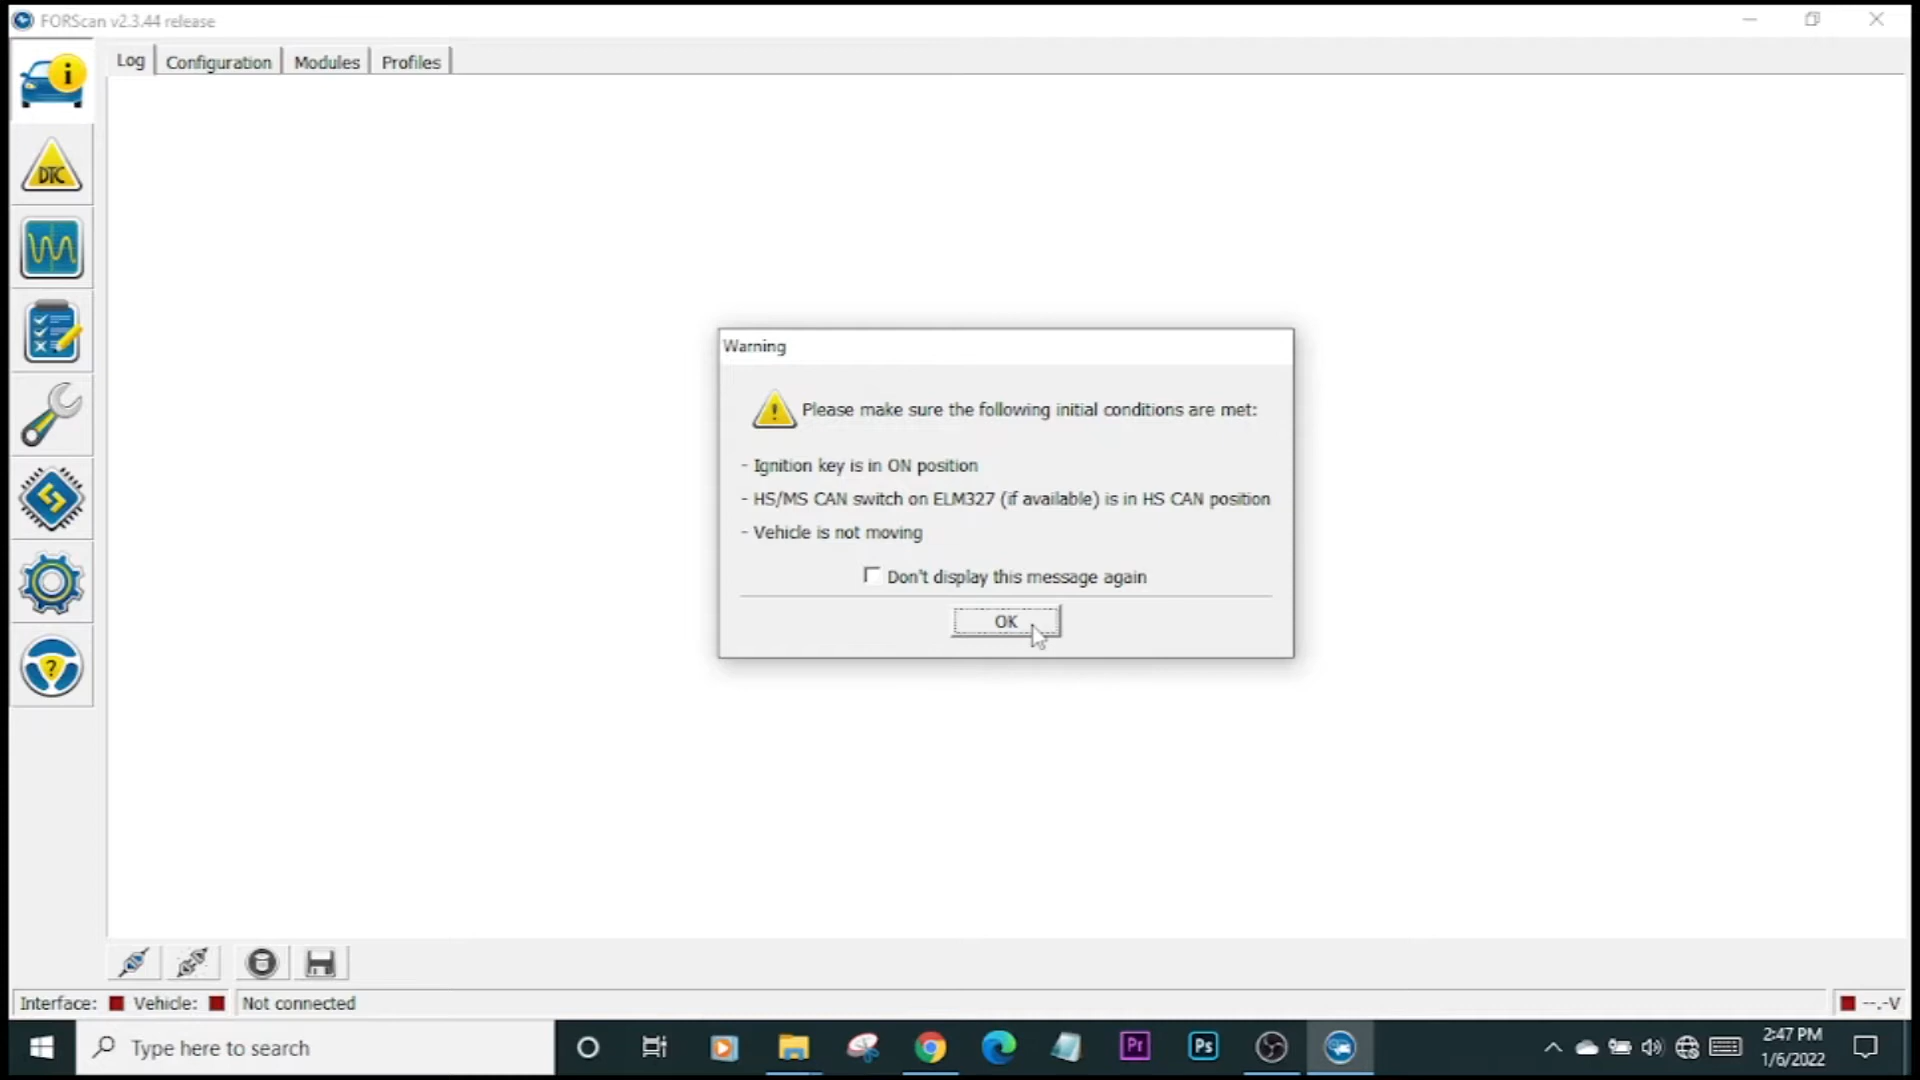 FORScan v2.3.44 release
Log Configuration Modules Profiles
i
DTC
Warning
Please make sure the following initial conditions are met:
- Ignition key is in ON position
- HS/MS CAN switch on ELM327 (if available) is in HS CAN position
- Vehicle is not moving
Don't display this message again
OK
?
Interface: Vehicle: Not connected --.-V
Type here to search
Pr
Ps
2:47 PM
1/6/2022